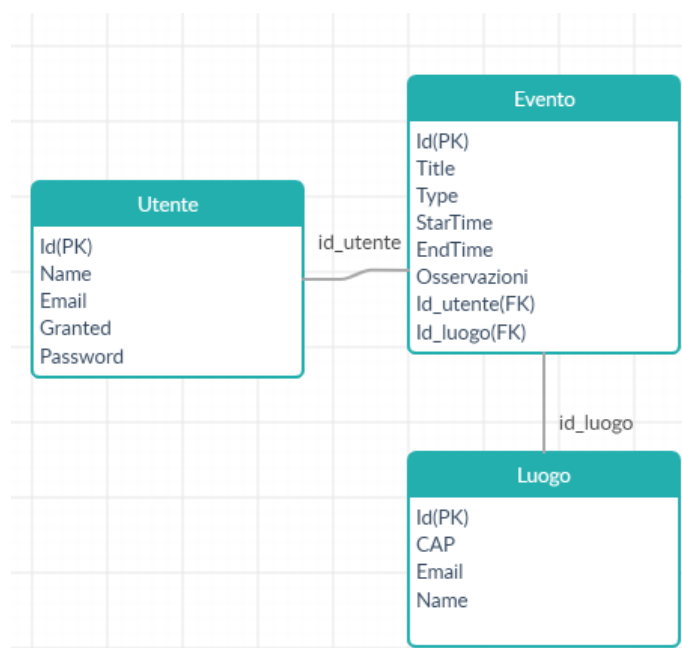 Utente
Id(PK)
Name
Email
Granted
Password
id_utente
Evento
Id(PK)
Title
Type
StarTime
EndTime
Osservazioni
Id_utente(FK)
Id_luogo(FK)
id_luogo
Luogo
Id(PK)
CAP
Email
Name